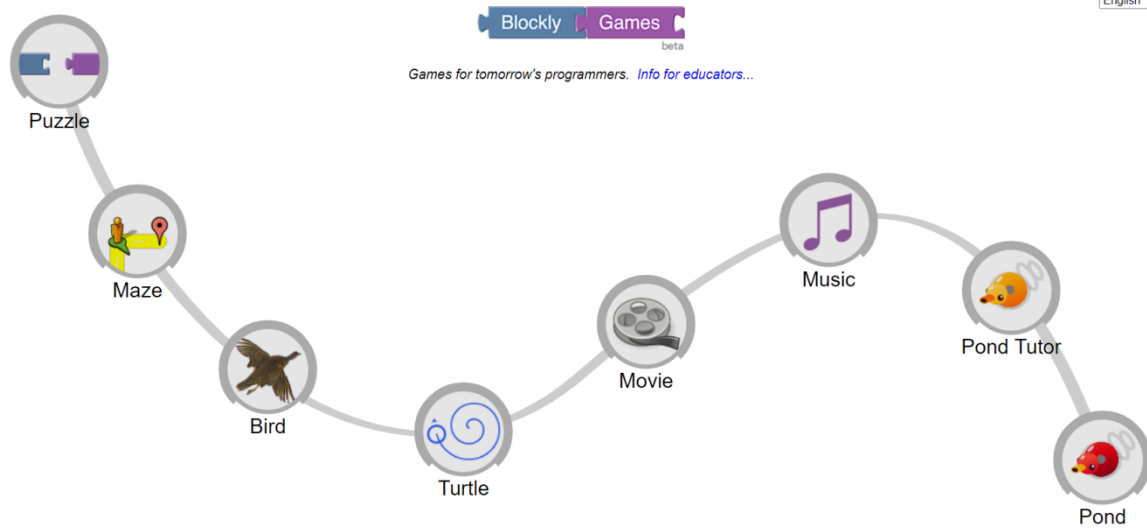 English
Blockly Games
beta
Games for tomorrow's programmers. Info for educators...
Puzzle
Maze
Bird
Turtle
Movie
Music
Pond Tutor
Pond